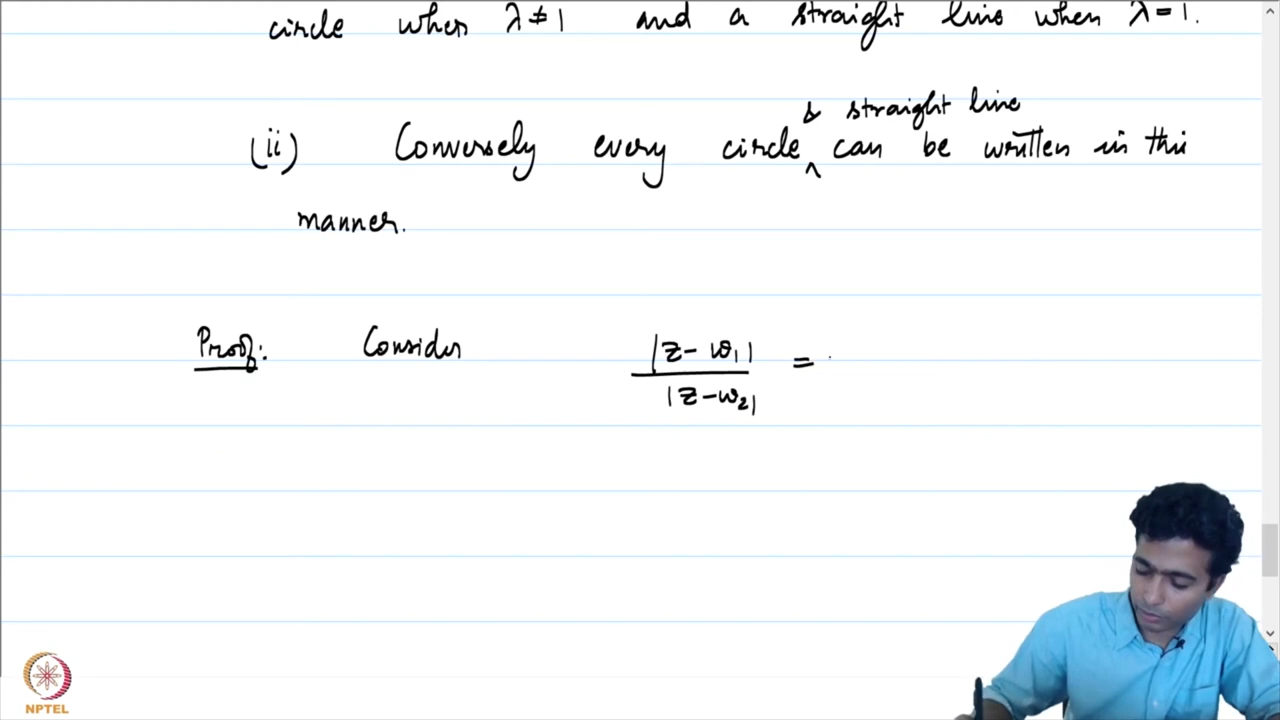 circle when λ ≠ 1 and a straight line when λ = 1.
& straight line
(ii) Conversely every circle ^ can be written in this
manner.
Proof: Consider |z - w₁| =
|z - w₂|
NPTEL